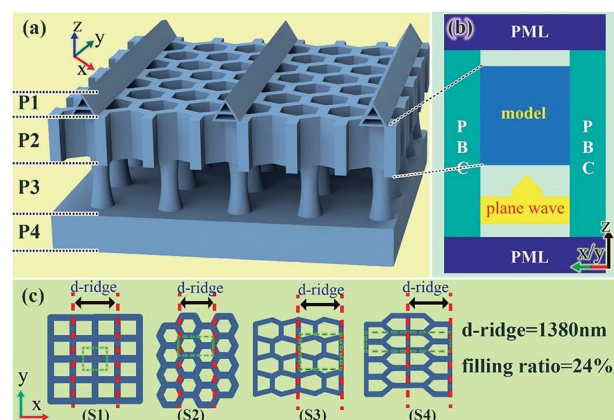 (a)
z
y
x
P1
P2
P3
P4
(b)
PML
P
B
C
model
P
B
C
plane wave
z
PML
x/y
(c)
d-ridge
d-ridge
d-ridge
d-ridge
d-ridge=1380nm
filling ratio=24%
y
x
(S1)
(S2)
(S3)
(S4)